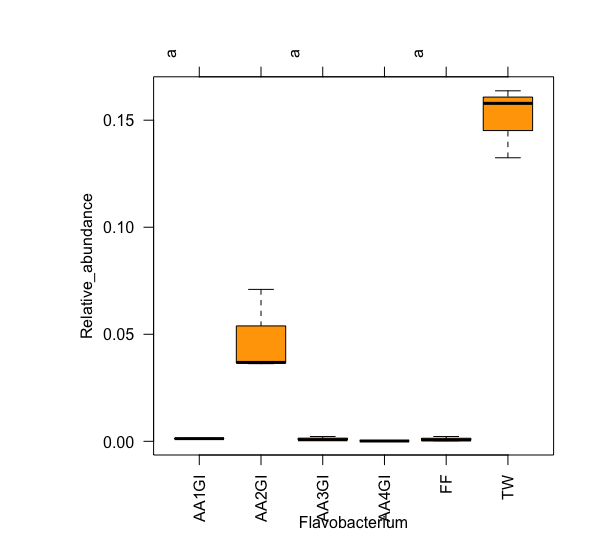 a a a
0.15
0.10
0.05
0.00
Relative_abundance
AA1GI AA2GI AA3GI AA4GI FF TW
Flavobacterium